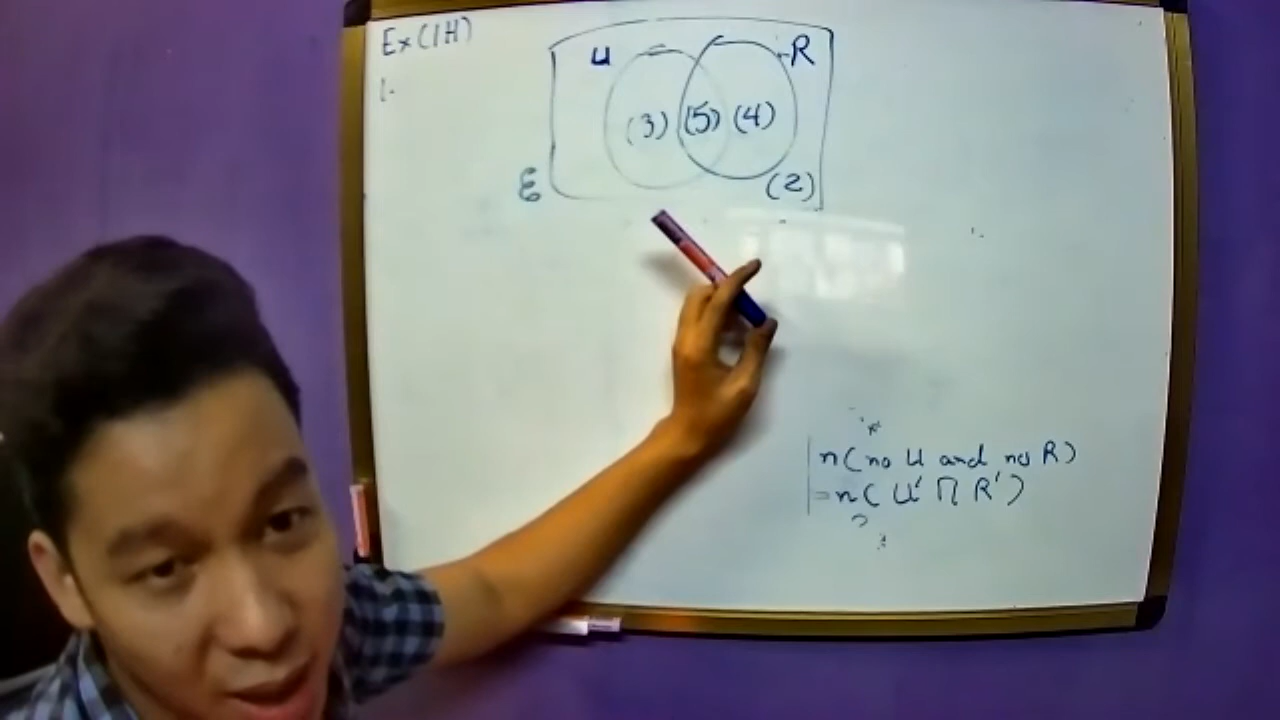 Ex (1H)
1.
U R
(3) (5) (4)
ℰ (2)
n(no U and no R)
= n( U' ∩ R' )